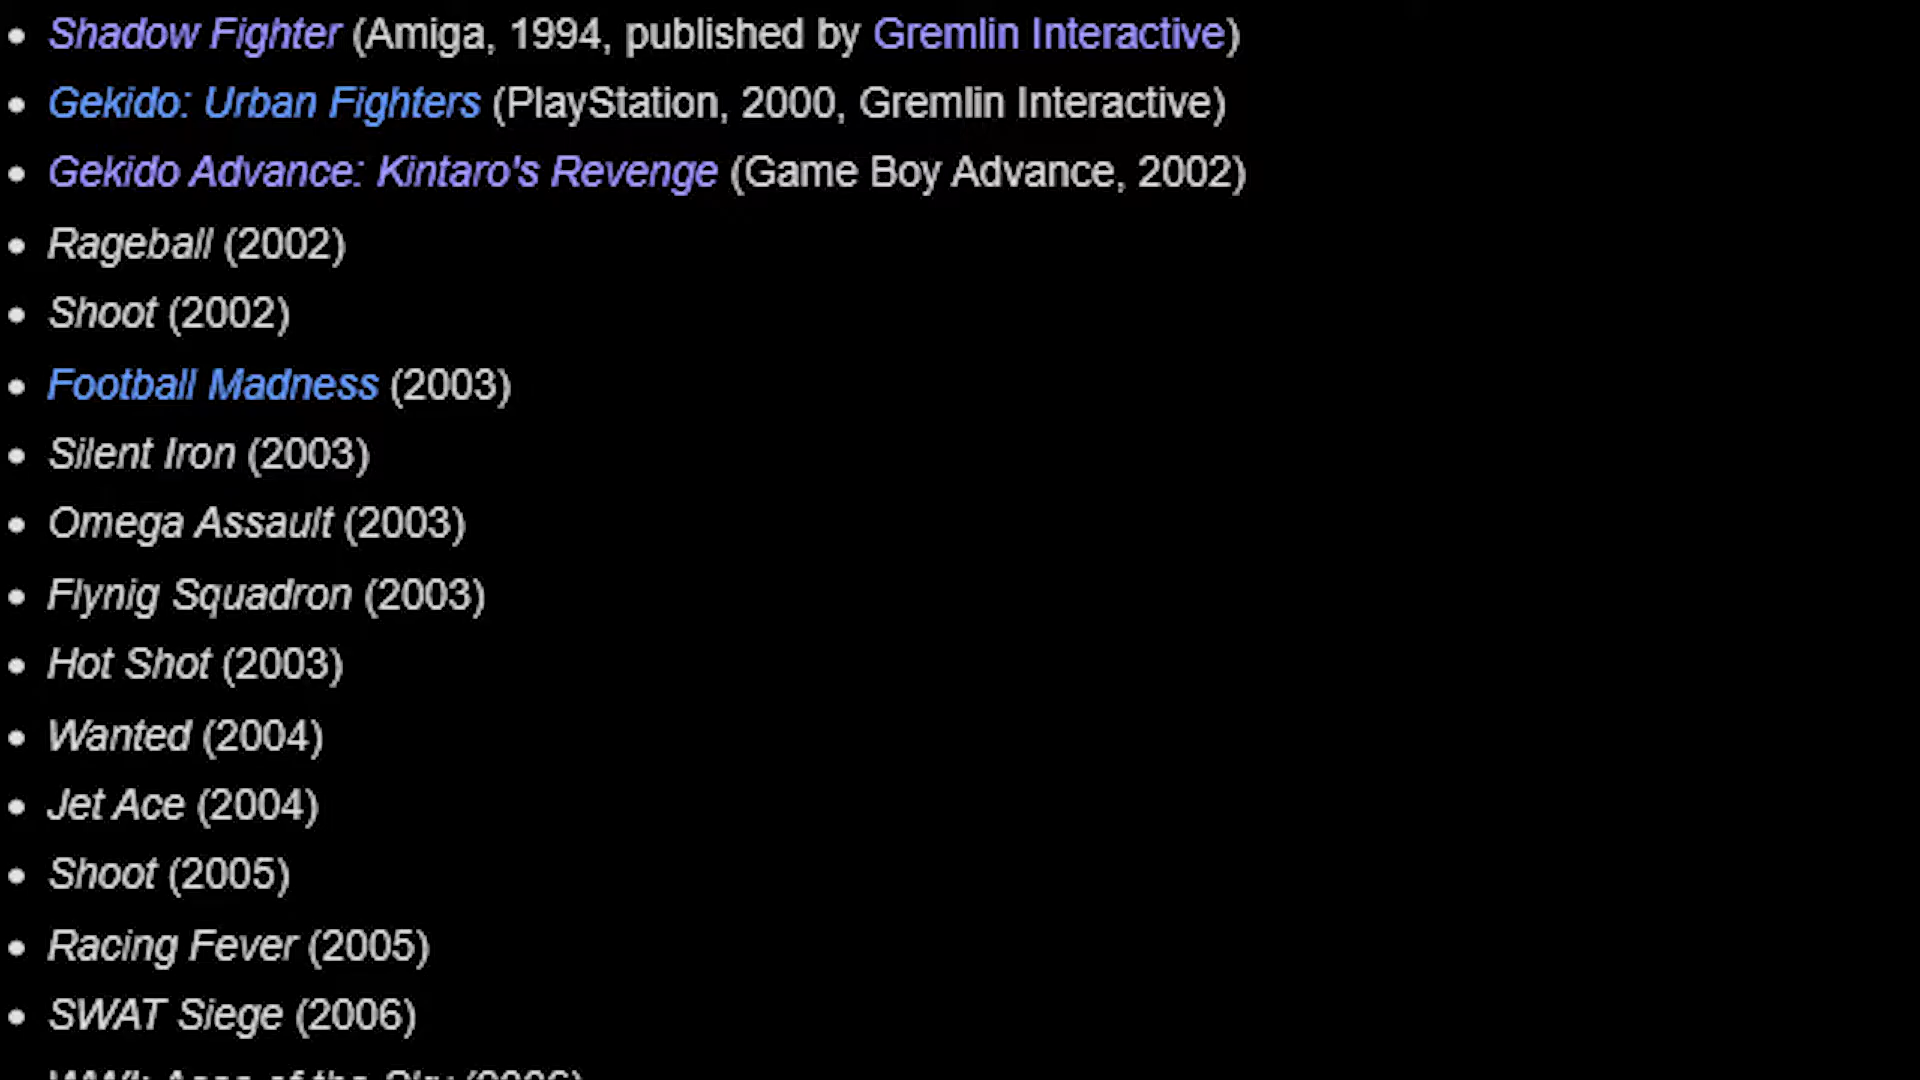 Shadow Fighter (Amiga, 1994, published by Gremlin Interactive)
Gekido: Urban Fighters (PlayStation, 2000, Gremlin Interactive)
Gekido Advance: Kintaro's Revenge (Game Boy Advance, 2002)
Rageball (2002)
Shoot (2002)
Football Madness (2003)
Silent Iron (2003)
Omega Assault (2003)
Flynig Squadron (2003)
Hot Shot (2003)
Wanted (2004)
Jet Ace (2004)
Shoot (2005)
Racing Fever (2005)
SWAT Siege (2006)